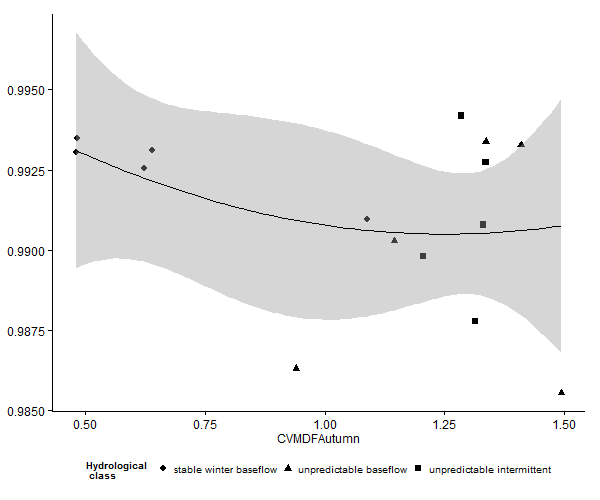 0.9950
0.9925
0.9900
0.9875
0.9850
0.50 0.75 1.00 1.25 1.50
CVMDFAutumn
Hydrological
class
stable winter baseflow unpredictable baseflow unpredictable intermittent